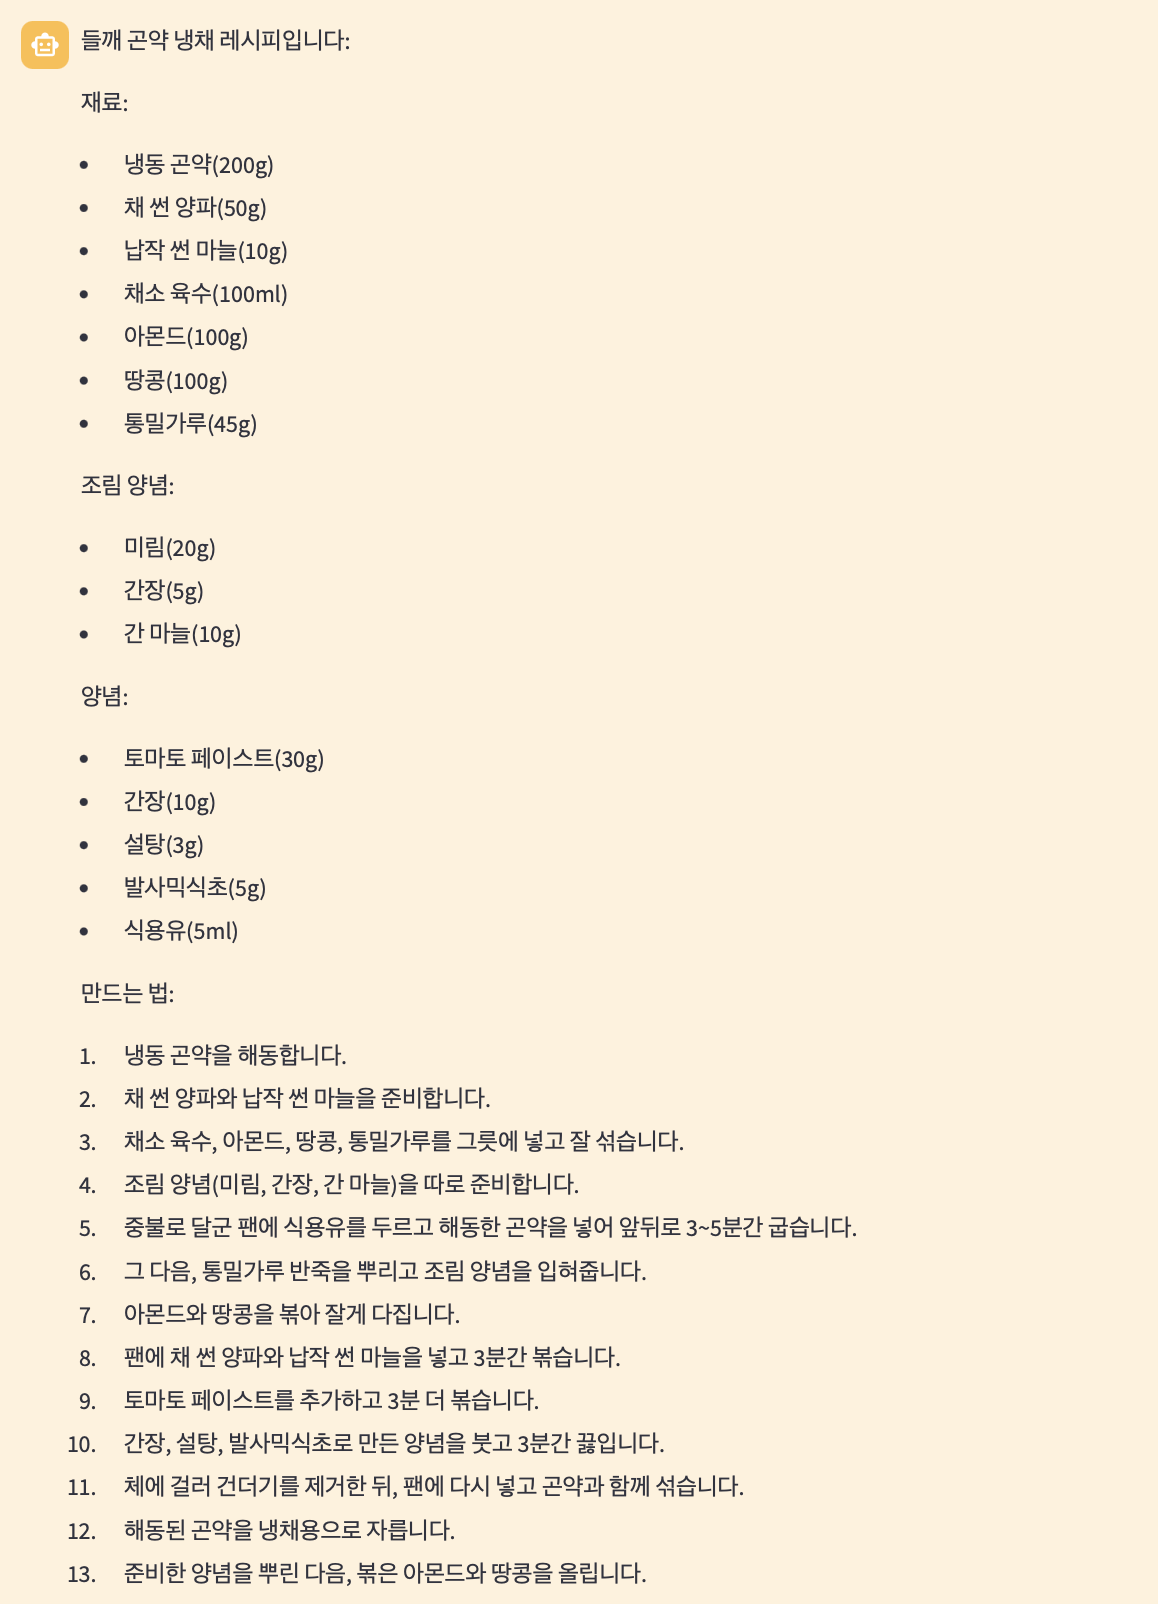 들깨 곤약 냉채 레시피입니다:
재료:
• 냉동 곤약(200g)
• 채 썬 양파(50g)
• 납작 썬 마늘(10g)
• 채소 육수(100ml)
• 아몬드(100g)
• 땅콩(100g)
• 통밀가루(45g)
조림 양념:
• 미림(20g)
• 간장(5g)
• 간 마늘(10g)
양념:
• 토마토 페이스트(30g)
• 간장(10g)
• 설탕(3g)
• 발사믹식초(5g)
• 식용유(5ml)
만드는 법:
1. 냉동 곤약을 해동합니다.
2. 채 썬 양파와 납작 썬 마늘을 준비합니다.
3. 채소 육수, 아몬드, 땅콩, 통밀가루를 그릇에 넣고 잘 섞습니다.
4. 조림 양념(미림, 간장, 간 마늘)을 따로 준비합니다.
5. 중불로 달군 팬에 식용유를 두르고 해동한 곤약을 넣어 앞뒤로 3~5분간 굽습니다.
6. 그 다음, 통밀가루 반죽을 뿌리고 조림 양념을 입혀줍니다.
7. 아몬드와 땅콩을 볶아 잘게 다집니다.
8. 팬에 채 썬 양파와 납작 썬 마늘을 넣고 3분간 볶습니다.
9. 토마토 페이스트를 추가하고 3분 더 볶습니다.
10. 간장, 설탕, 발사믹식초로 만든 양념을 붓고 3분간 끓입니다.
11. 체에 걸러 건더기를 제거한 뒤, 팬에 다시 넣고 곤약과 함께 섞습니다.
12. 해동된 곤약을 냉채용으로 자릅니다.
13. 준비한 양념을 뿌린 다음, 볶은 아몬드와 땅콩을 올립니다.